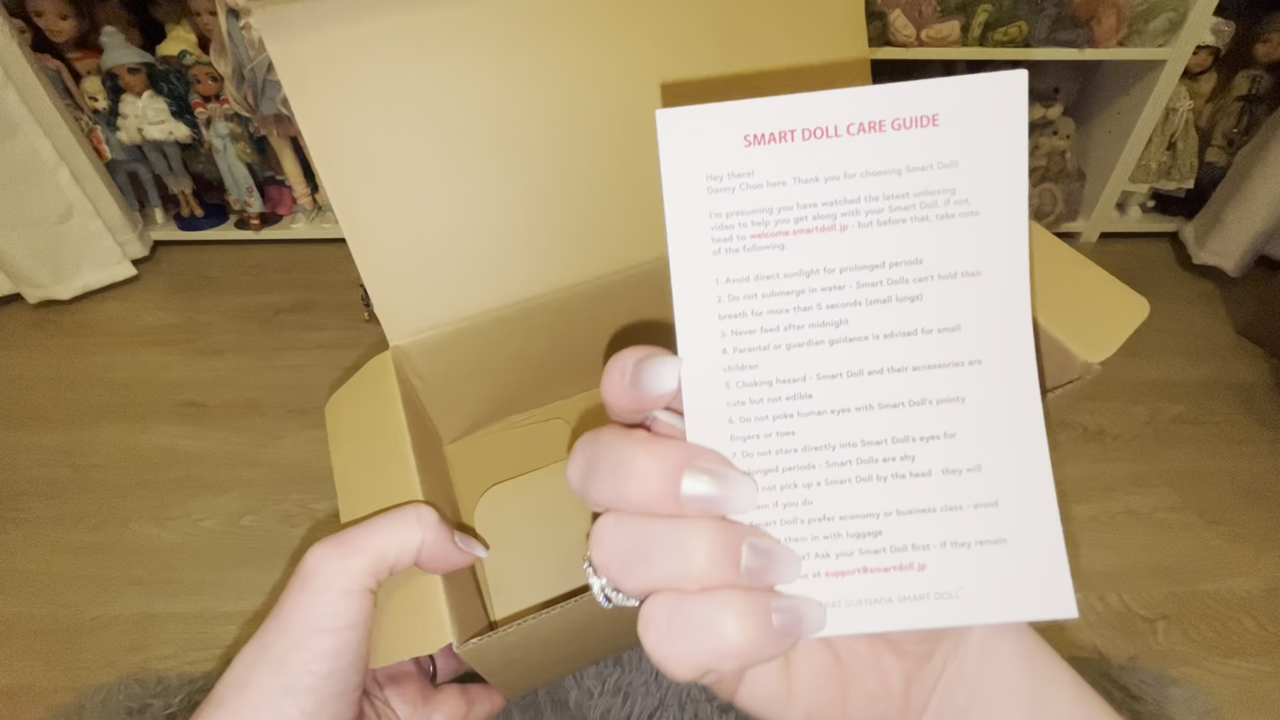 SMART DOLL CARE GUIDE
Hey there!
Danny Choo here. Thank you for choosing Smart Doll!
I'm presuming you have watched the latest unboxing
video to help you get along with your Smart Doll, if not,
head to welcome.smartdoll.jp - but before that, take note
of the following.
1. Avoid direct sunlight for prolonged periods
2. Do not submerge in water - Smart Dolls can't hold their
breath for more than 5 seconds (small lungs)
3. Never feed after midnight
4. Parental or guardian guidance is advised for small
children
5. Choking hazard - Smart Doll and their accessories are
cute but not edible
6. Do not poke human eyes with Smart Doll's pointy
fingers or toes
7. Do not stare directly into Smart Doll's eyes for
periods - Smart Dolls are shy
not pick up a Smart Doll by the head - they will
if you do
Doll's prefer economy or business class - avoid
them in with luggage
Ask your Smart Doll first - if they remain
us at support@smartdoll.jp
SUENAGA SMART DOLL